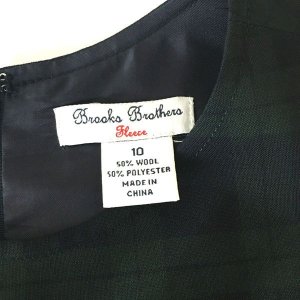 Brooks Brothers
Fleece
10
50% WOOL
50% POLYESTER
MADE IN
CHINA